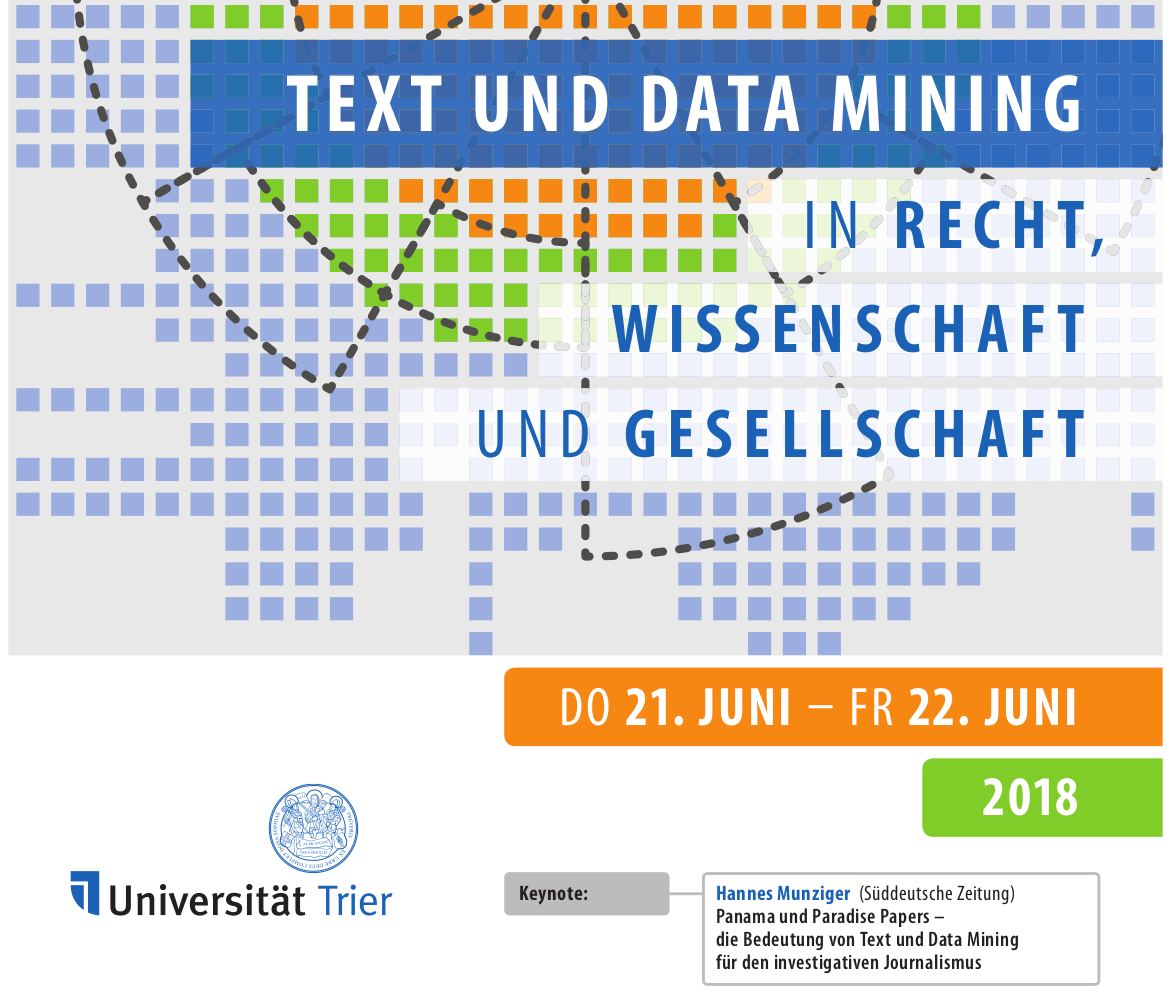 TEXT UND DATA MINING
IN RECHT,
WISSENSCHAFT
UND GESELLSCHAFT
DO 21. JUNI – FR 22. JUNI
2018
Universität Trier
Keynote:
Hannes Munziger (Süddeutsche Zeitung)
Panama und Paradise Papers –
die Bedeutung von Text und Data Mining
für den investigativen Journalismus